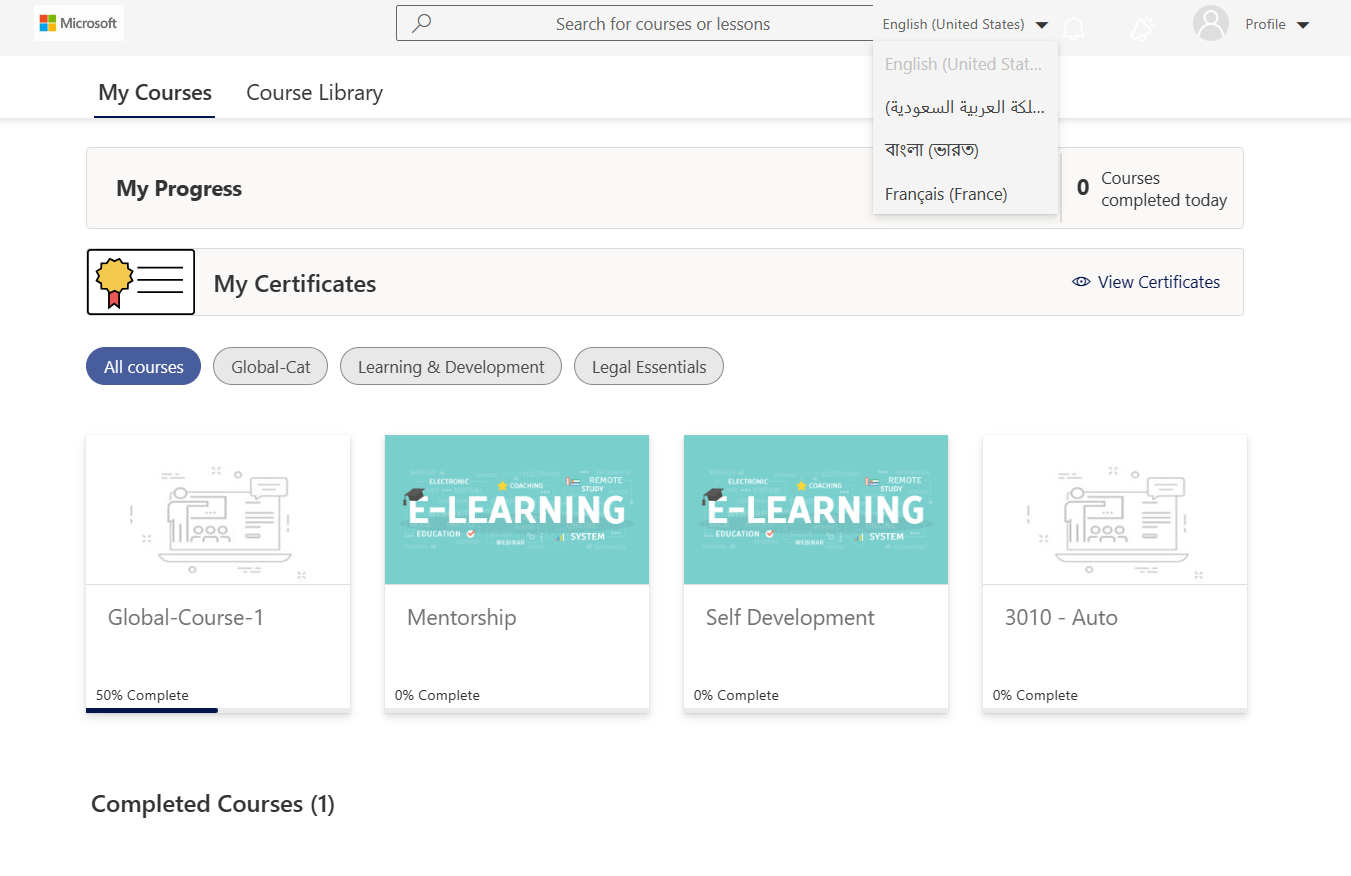 Microsoft
Search for courses or lessons
English (United States)
Profile
English (United Stat...
...لكة العربية السعودية)
বাংলা (ভারত)
Français (France)
My Courses
Course Library
My Progress
0
Courses
completed today
My Certificates
View Certificates
All courses
Global-Cat
Learning & Development
Legal Essentials
ELECTRONIC
COACHING
REMOTE
STUDY
E-LEARNING
EDUCATION
WEBINAR
SYSTEM
ELECTRONIC
COACHING
REMOTE
STUDY
E-LEARNING
EDUCATION
WEBINAR
SYSTEM
Global-Course-1
Mentorship
Self Development
3010 - Auto
50% Complete
0% Complete
0% Complete
0% Complete
Completed Courses (1)